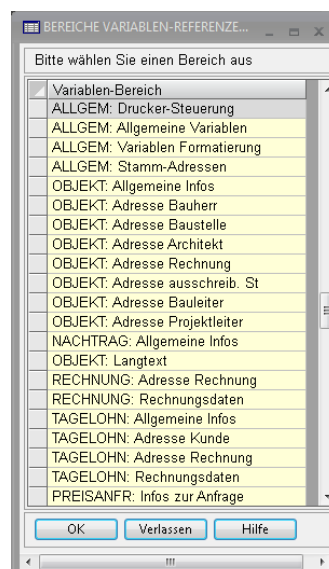 BEREICHE VARIABLEN-REFERENZE...
Bitte wählen Sie einen Bereich aus
Variablen-Bereich
ALLGEM: Drucker-Steuerung
ALLGEM: Allgemeine Variablen
ALLGEM: Variablen Formatierung
ALLGEM: Stamm-Adressen
OBJEKT: Allgemeine Infos
OBJEKT: Adresse Bauherr
OBJEKT: Adresse Baustelle
OBJEKT: Adresse Architekt
OBJEKT: Adresse Rechnung
OBJEKT: Adresse ausschreib. St
OBJEKT: Adresse Bauleiter
OBJEKT: Adresse Projektleiter
NACHTRAG: Allgemeine Infos
OBJEKT: Langtext
RECHNUNG: Adresse Rechnung
RECHNUNG: Rechnungsdaten
TAGELOHN: Allgemeine Infos
TAGELOHN: Adresse Kunde
TAGELOHN: Adresse Rechnung
TAGELOHN: Rechnungsdaten
PREISANFR: Infos zur Anfrage
OK Verlassen Hilfe